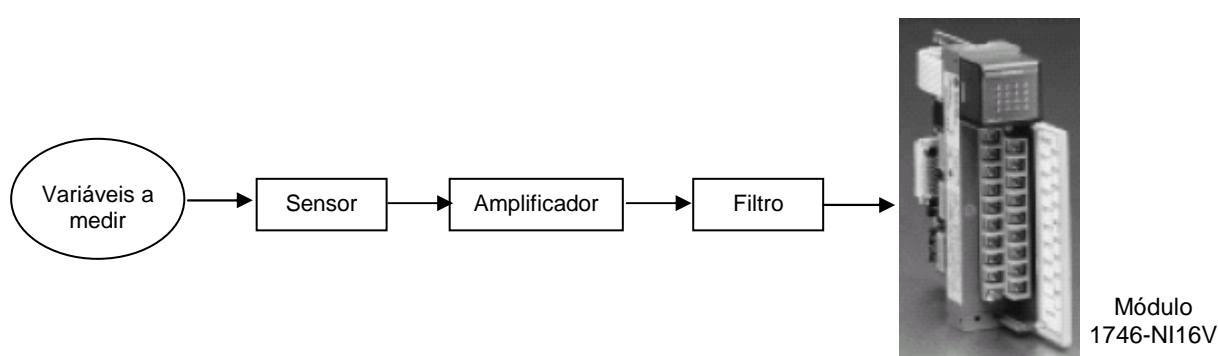 Variáveis a
medir
Sensor
Amplificador
Filtro
Módulo
1746-NI16V